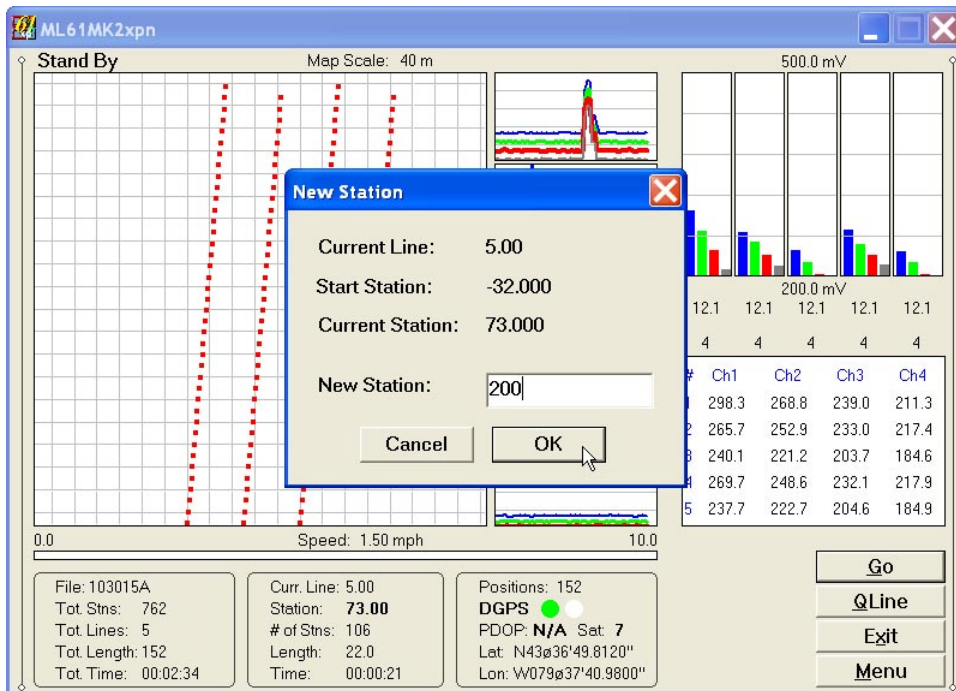 ML61MK2xpn
Stand By
Map Scale: 40 m
500.0 mV
New Station
Current Line: 5.00
Start Station: -32.000
Current Station: 73.000
New Station: 200
Cancel OK
200.0 mV
12.1 12.1 12.1 12.1 12.1
4 4 4 4 4
# Ch1 Ch2 Ch3 Ch4
298.3 268.8 239.0 211.3
2 265.7 252.9 233.0 217.4
3 240.1 221.2 203.7 184.6
4 269.7 248.6 232.1 217.9
5 237.7 222.7 204.6 184.9
0.0 Speed: 1.50 mph 10.0
File: 103015A
Tot. Stns: 762
Tot. Lines: 5
Tot. Length: 152
Tot. Time: 00:02:34
Curr. Line: 5.00
Station: 73.00
# of Stns: 106
Length: 22.0
Time: 00:00:21
Positions: 152
DGPS
PDOP: N/A Sat: 7
Lat: N43ø36'49.8120"
Lon: W079ø37'40.9800"
Go
QLine
Exit
Menu